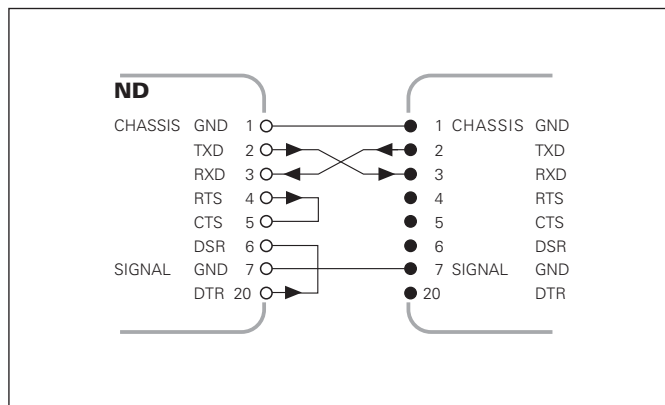 ND
CHASSIS GND 1 1 CHASSIS GND
TXD 2 2 TXD
RXD 3 3 RXD
RTS 4 4 RTS
CTS 5 5 CTS
DSR 6 6 DSR
SIGNAL GND 7 7 SIGNAL GND
DTR 20 20 DTR